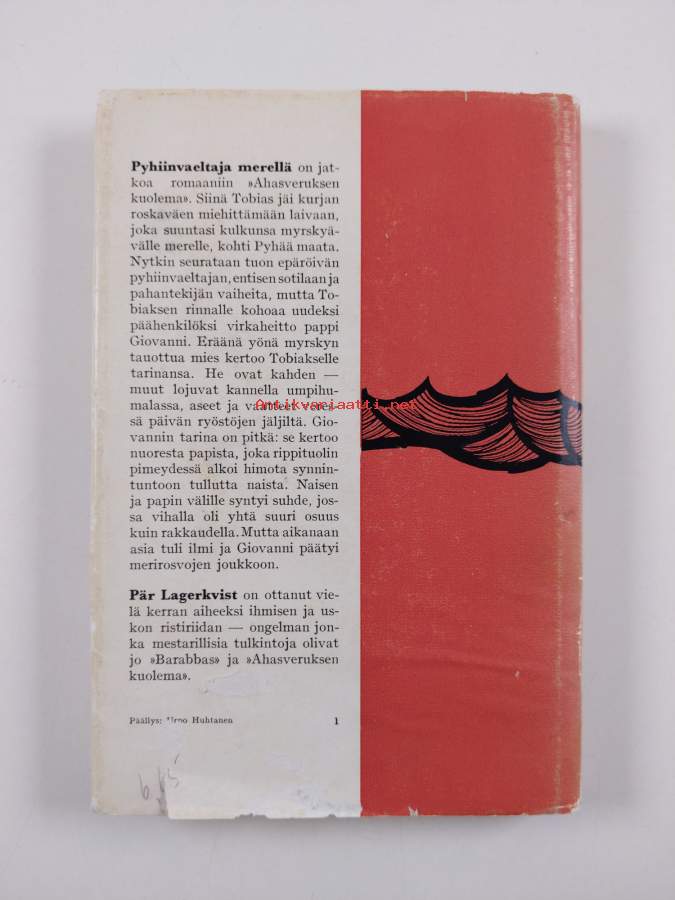 Pyhiinvaeltaja merellä on jat-
koa romaaniin »Ahasveruksen
kuolema». Siinä Tobias jäi kurjan
roskaväen miehittämään laivaan,
joka suuntasi kulkunsa myrskyä-
välle merelle, kohti Pyhää maata.
Nytkin seurataan tuon epäröivän
pyhiinvaeltajan, entisen sotilaan ja
pahantekijän vaiheita, mutta To-
biaksen rinnalle kohoaa uudeksi
päähenkilöksi virkaheitto pappi
Giovanni. Eräänä yönä myrskyn
tauottua mies kertoo Tobiakselle
tarinansa. He ovat kahden —
muut lojuvat kannella umpihu-
malassa, aseet ja vaatteet
Antikvariaatti.net
sä päivän ryöstöjen jäljiltä. Gio-
vannin tarina on pitkä: se kertoo
nuoresta papista, joka rippituolin
pimeydessä alkoi himota synnin-
tuntoon tullutta naista. Naisen
ja papin välille syntyi suhde, jos-
sa vihalla oli yhtä suuri osuus
kuin rakkaudella. Mutta aikanaan
asia tuli ilmi ja Giovanni päätyi
merirosvojen joukkoon.
Pär Lagerkvist on ottanut vie-
lä kerran aiheeksi ihmisen ja us-
kon ristiriidan — ongelman jon-
ka mestarillisia tulkintoja olivat
jo »Barabbas» ja »Ahasveruksen
kuolema».
Päällys: Huhtanen 1